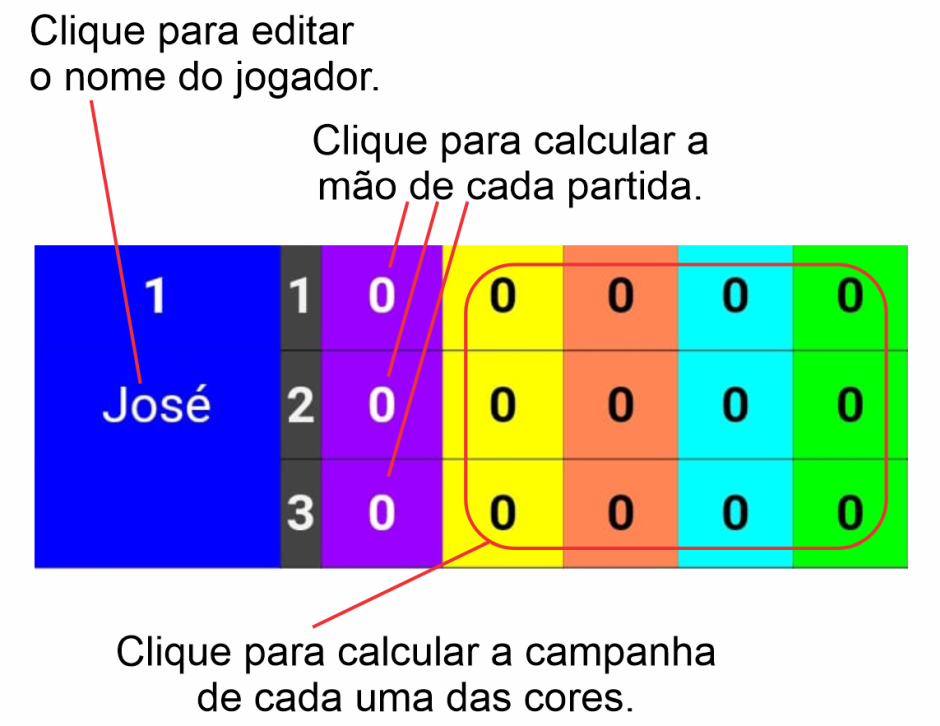 Clique para editar
o nome do jogador.
Clique para calcular a
mão de cada partida.
1 1 0 0 0 0 0
José 2 0 0 0 0 0
3 0 0 0 0 0
Clique para calcular a campanha
de cada uma das cores.